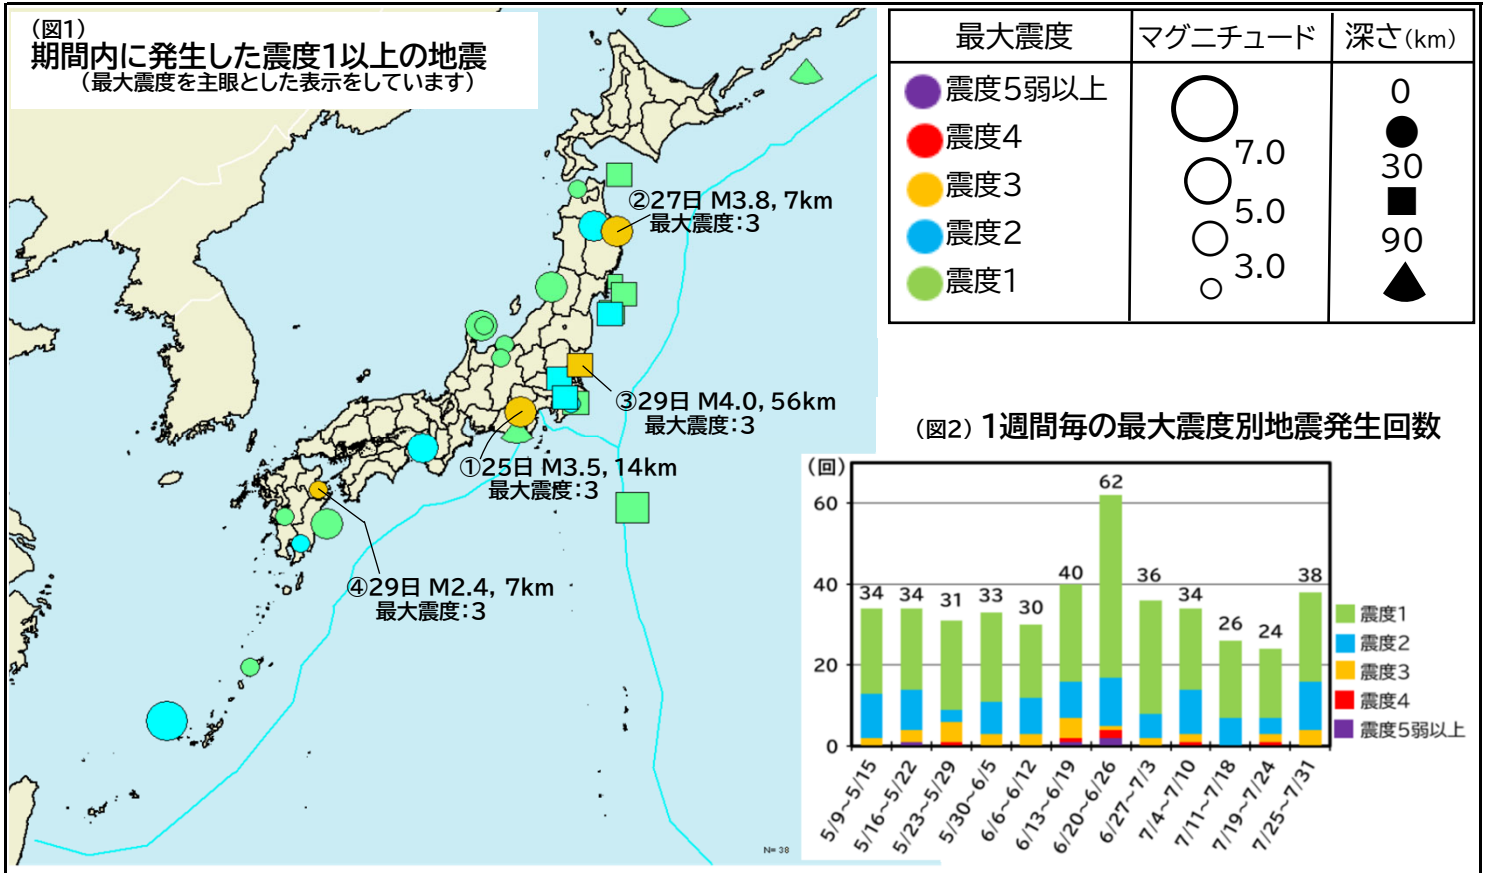 （図1）
期間内に発生した震度1以上の地震
（最大震度を主眼とした表示をしています）
②27日 M3.8, 7km
最大震度：3
③29日 M4.0, 56km
最大震度：3
①25日 M3.5, 14km
最大震度：3
④29日 M2.4, 7km
最大震度：3
N= 38
最大震度 マグニチュード 深さ(km)
震度5弱以上
震度4
震度3
震度2
震度1
7.0
5.0
3.0
0
30
90
（図2）1週間毎の最大震度別地震発生回数
（回）
60
40
20
0
34
34
31
33
30
40
62
36
34
26
24
38
5/9～5/15
5/16～5/22
5/23～5/29
5/30～6/5
6/6～6/12
6/13～6/19
6/20～6/26
6/27～7/3
7/4～7/10
7/11～7/18
7/19～7/24
7/25～7/31
震度1
震度2
震度3
震度4
震度5弱以上